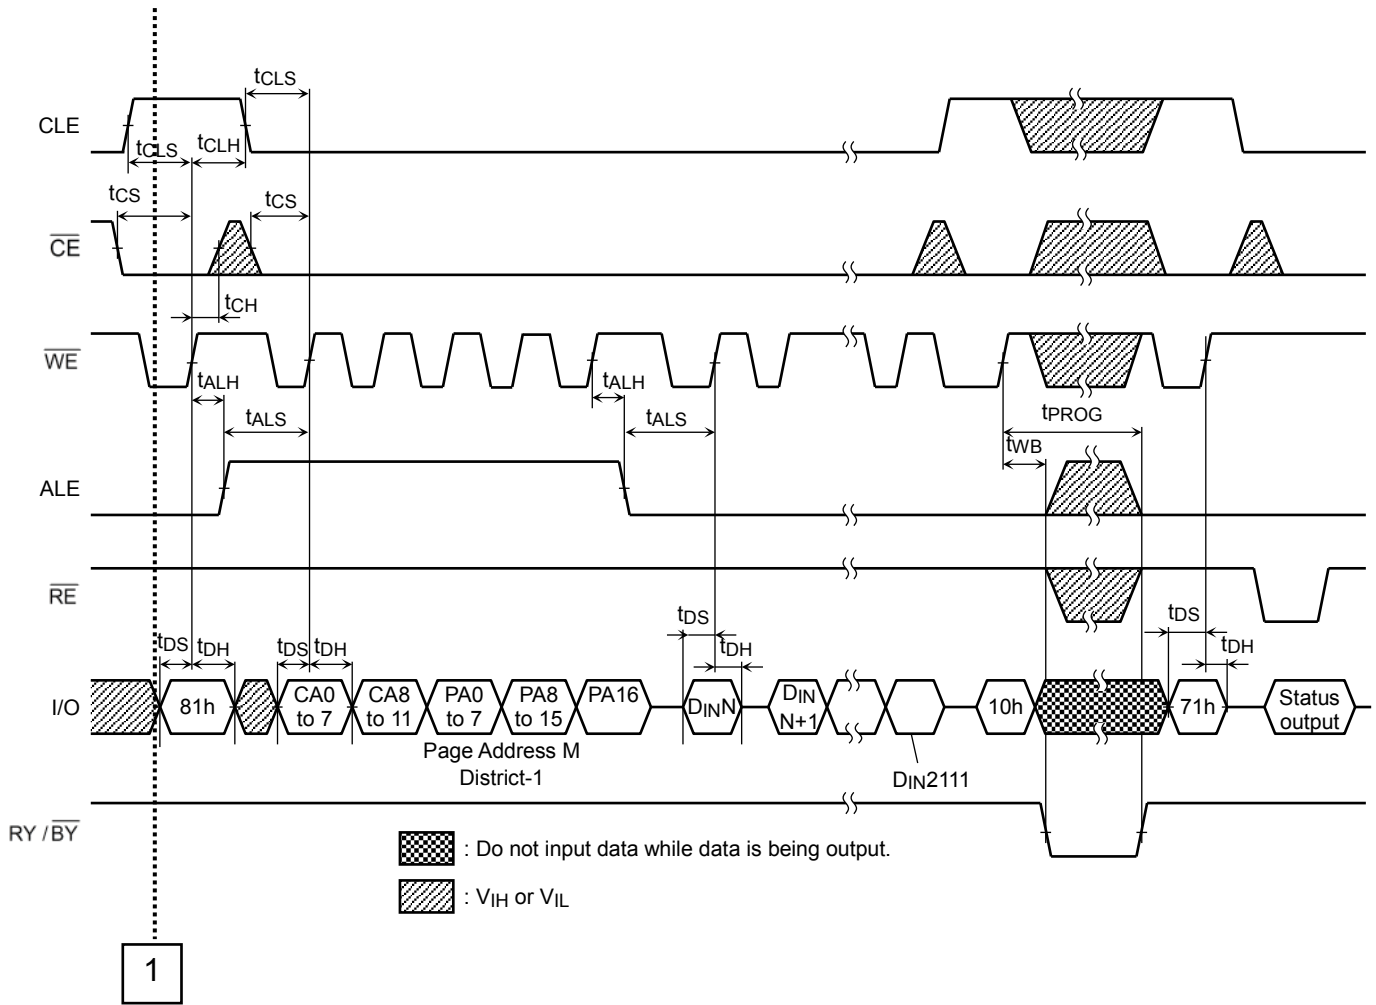 tCLS
CLE
tCLS
tCLH
tCS
tCS
CE
tCH
WE
tALH
tALH
tALS
tALS
tPROG
tWB
ALE
RE
tDS
tDH
tDS
tDH
tDS
tDH
tDS
tDH
I/O
81h
CA0 to 7
CA8 to 11
PA0 to 7
PA8 to 15
PA16
DINN
DIN N+1
10h
71h
Status output
Page Address M
District-1
DIN2111
RY / BY
: Do not input data while data is being output.
: VIH or VIL
1